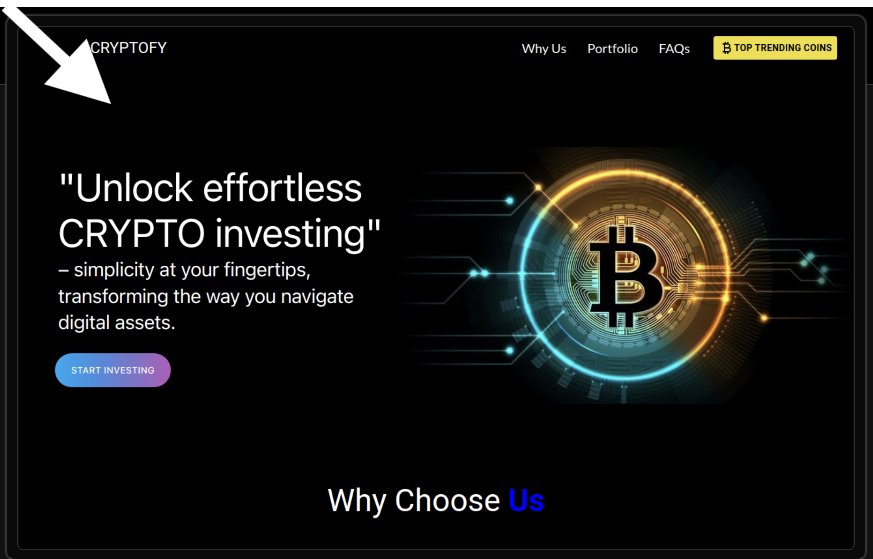 CRYPTOFY
Why Us Portfolio FAQs TOP TRENDING COINS
"Unlock effortless
CRYPTO investing"
– simplicity at your fingertips,
transforming the way you navigate
digital assets.
START INVESTING
Why Choose Us